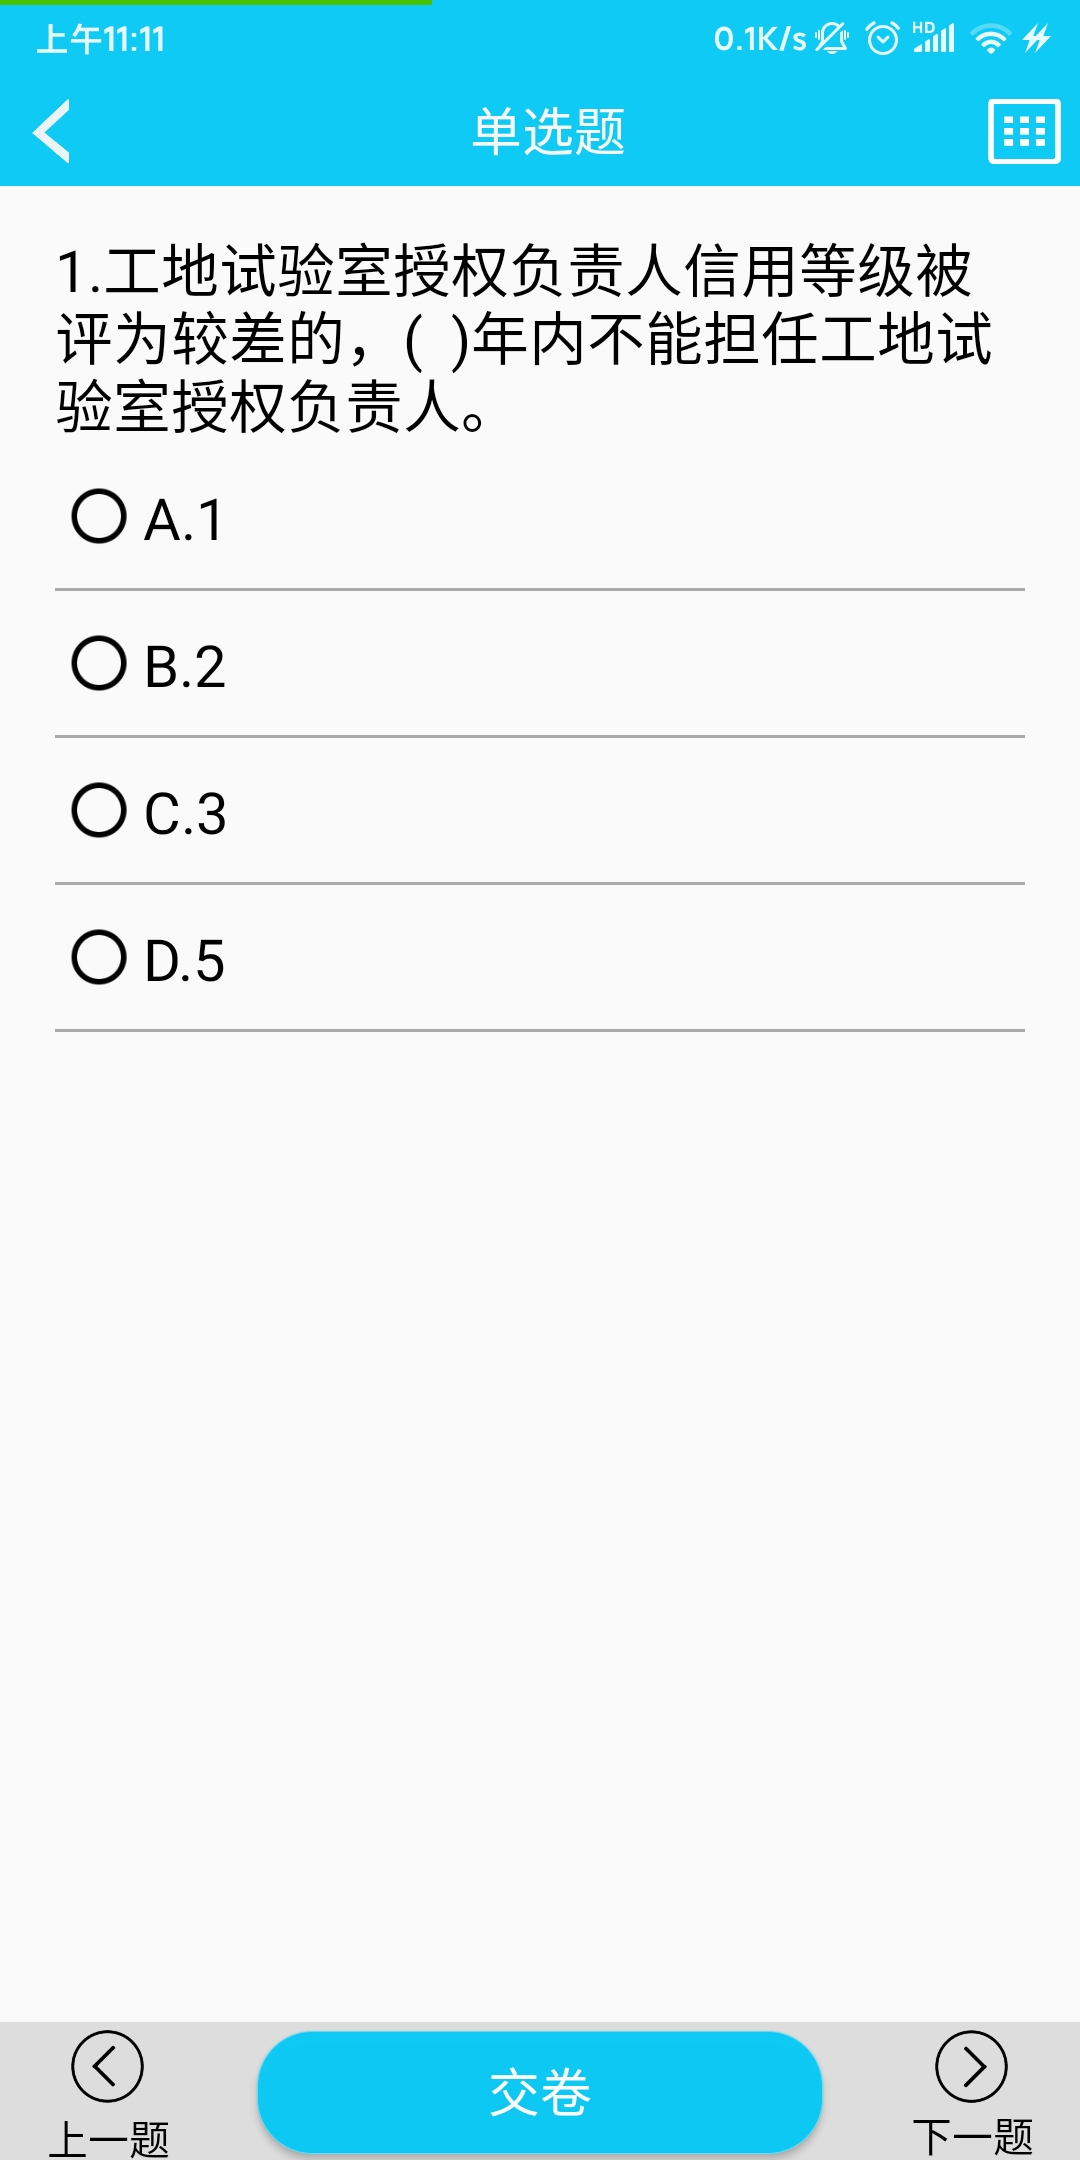 上午11:11
0.1K/s
HD
单选题
1.工地试验室授权负责人信用等级被
评为较差的，( )年内不能担任工地试
验室授权负责人。
A.1
B.2
C.3
D.5
上一题
交卷
下一题